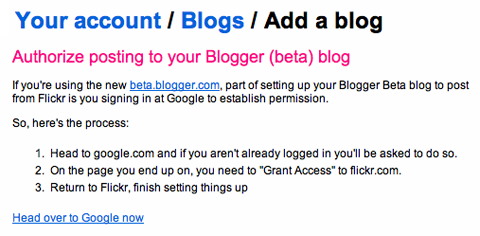 Your account / Blogs / Add a blog
Authorize posting to your Blogger (beta) blog
If you're using the new beta.blogger.com, part of setting up your Blogger Beta blog to post
from Flickr is you signing in at Google to establish permission.
So, here's the process:
1. Head to google.com and if you aren't already logged in you'll be asked to do so.
2. On the page you end up on, you need to "Grant Access" to flickr.com.
3. Return to Flickr, finish setting things up
Head over to Google now